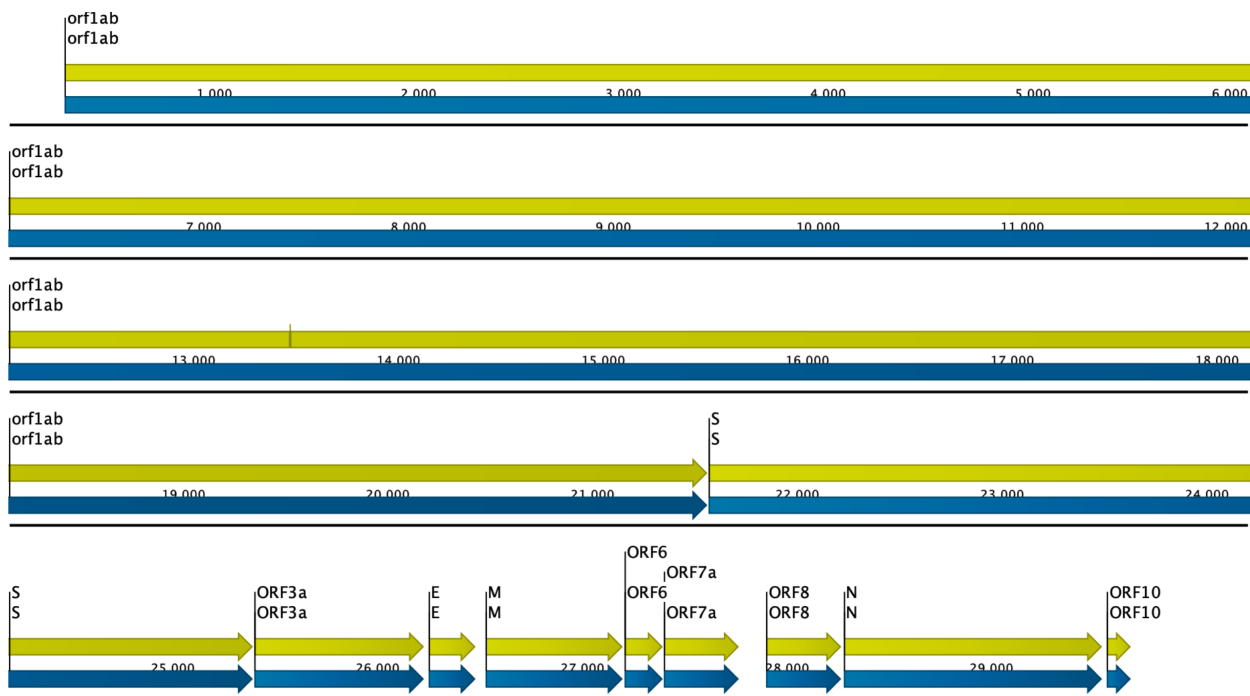 orf1ab
orf1ab
1 000 2 000 3 000 4 000 5 000 6 000
orf1ab
orf1ab
7 000 8 000 9 000 10 000 11 000 12 000
orf1ab
orf1ab
13 000 14 000 15 000 16 000 17 000 18 000
orf1ab S
orf1ab S
19 000 20 000 21 000 22 000 23 000 24 000
ORF6
ORF7a
S ORF3a E M ORF6 ORF8 N ORF10
S ORF3a E M ORF7a ORF8 N ORF10
25 000 26 000 27 000 28 000 29 000